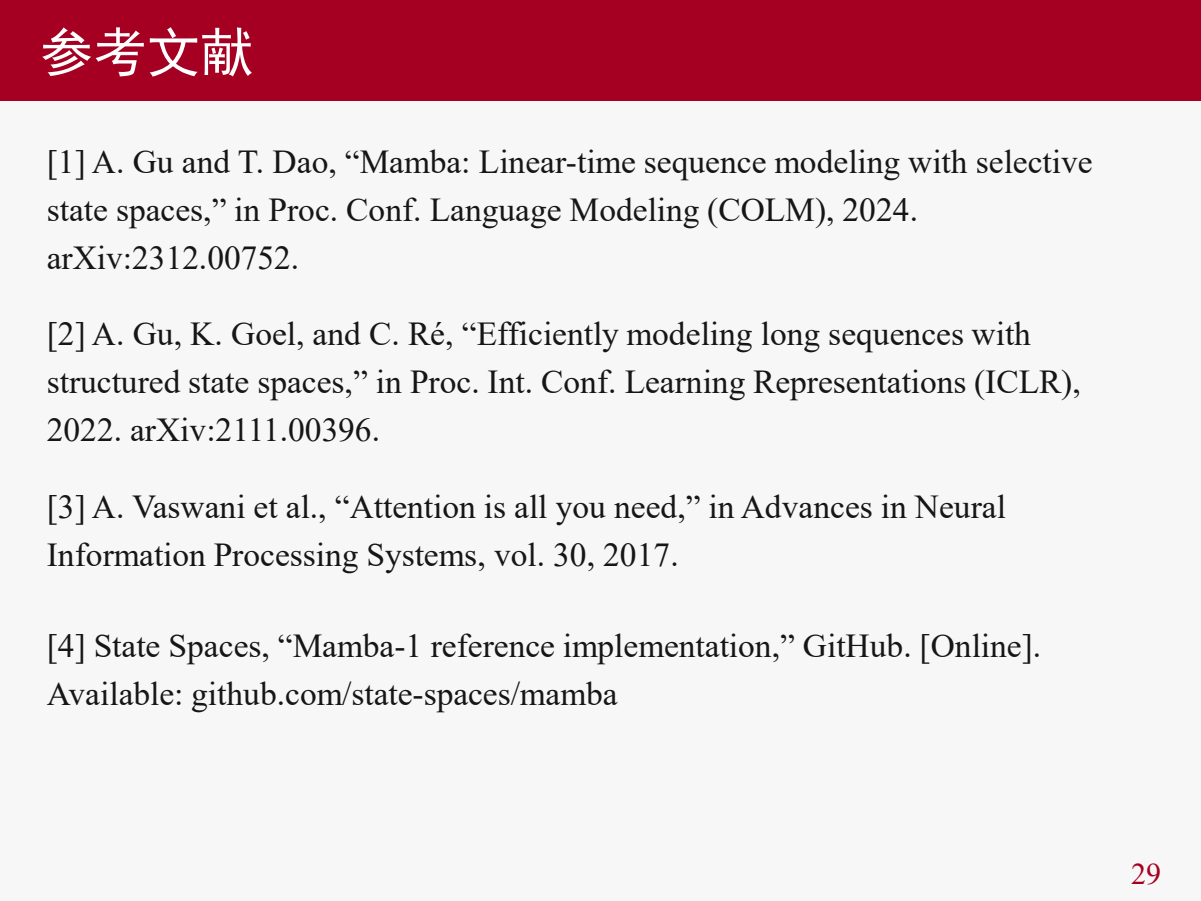 参考文献
[1] A. Gu and T. Dao, “Mamba: Linear-time sequence modeling with selective
state spaces,” in Proc. Conf. Language Modeling (COLM), 2024.
arXiv:2312.00752.
[2] A. Gu, K. Goel, and C. Ré, “Efficiently modeling long sequences with
structured state spaces,” in Proc. Int. Conf. Learning Representations (ICLR),
2022. arXiv:2111.00396.
[3] A. Vaswani et al., “Attention is all you need,” in Advances in Neural
Information Processing Systems, vol. 30, 2017.
[4] State Spaces, “Mamba-1 reference implementation,” GitHub. [Online].
Available: github.com/state-spaces/mamba
29